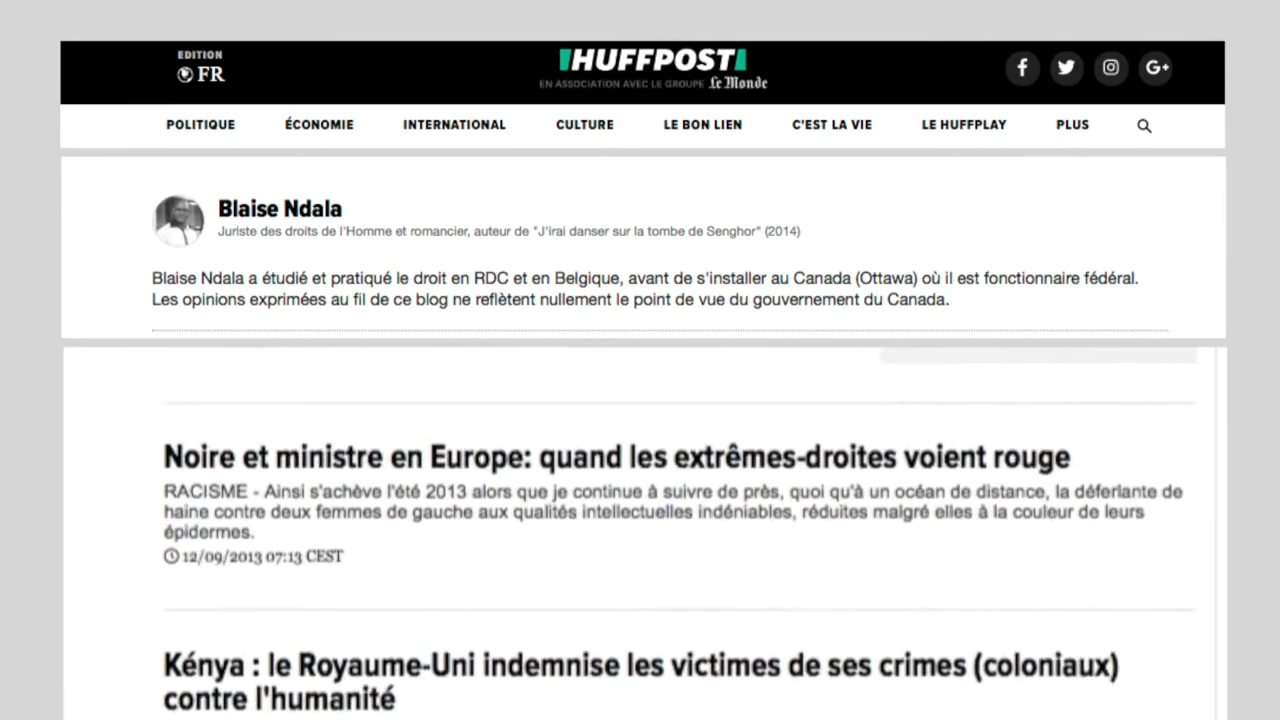 EDITION
FR
HUFFPOST
EN ASSOCIATION AVEC LE GROUPE Le Monde
POLITIQUE ÉCONOMIE INTERNATIONAL CULTURE LE BON LIEN C'EST LA VIE LE HUFFPLAY PLUS
Blaise Ndala
Juriste des droits de l'Homme et romancier, auteur de "J'irai danser sur la tombe de Senghor" (2014)
Blaise Ndala a étudié et pratiqué le droit en RDC et en Belgique, avant de s'installer au Canada (Ottawa) où il est fonctionnaire fédéral.
Les opinions exprimées au fil de ce blog ne reflètent nullement le point de vue du gouvernement du Canada.
Noire et ministre en Europe: quand les extrêmes-droites voient rouge
RACISME - Ainsi s'achève l'été 2013 alors que je continue à suivre de près, quoi qu'à un océan de distance, la déferlante de
haine contre deux femmes de gauche aux qualités intellectuelles indéniables, réduites malgré elles à la couleur de leurs
épidermes.
12/09/2013 07:13 CEST
Kénya : le Royaume-Uni indemnise les victimes de ses crimes (coloniaux)
contre l'humanité